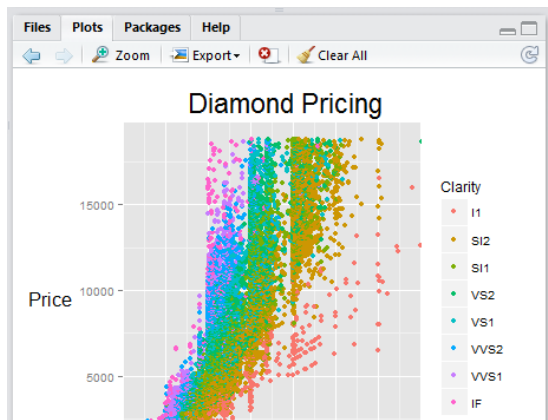 Files Plots Packages Help
Zoom Export Clear All
Diamond Pricing
Price
15000
10000
5000
Clarity
I1
SI2
SI1
VS2
VS1
VVS2
VVS1
IF